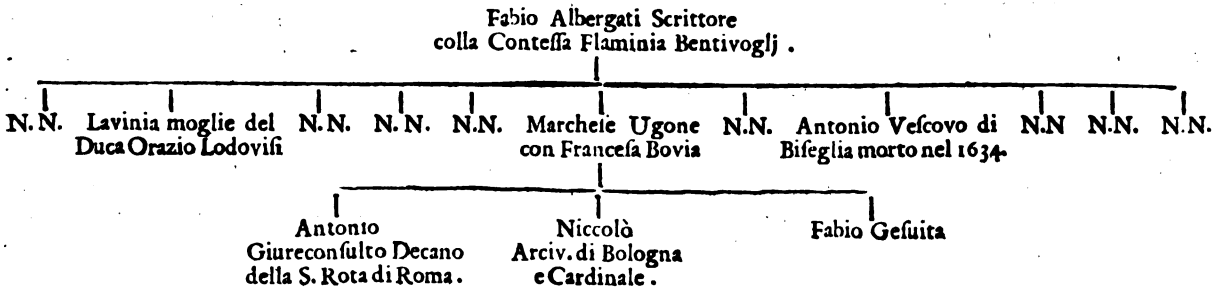 Fabio Albergati Scrittore
colla Conteſſa Flaminia Bentivoglj .
N. N. Lavinia moglie del N. N. N. N. N.N. Marcheſe Ugone N.N. Antonio Veſcovo di N.N N.N. N.N.
Duca Orazio Lodoviſi con Franceſa Bovia Biſeglia morto nel 1634.
Antonio Niccolò Fabio Geſuita
Giureconſulto Decano Arciv. di Bologna
della S. Rota di Roma . e Cardinale .